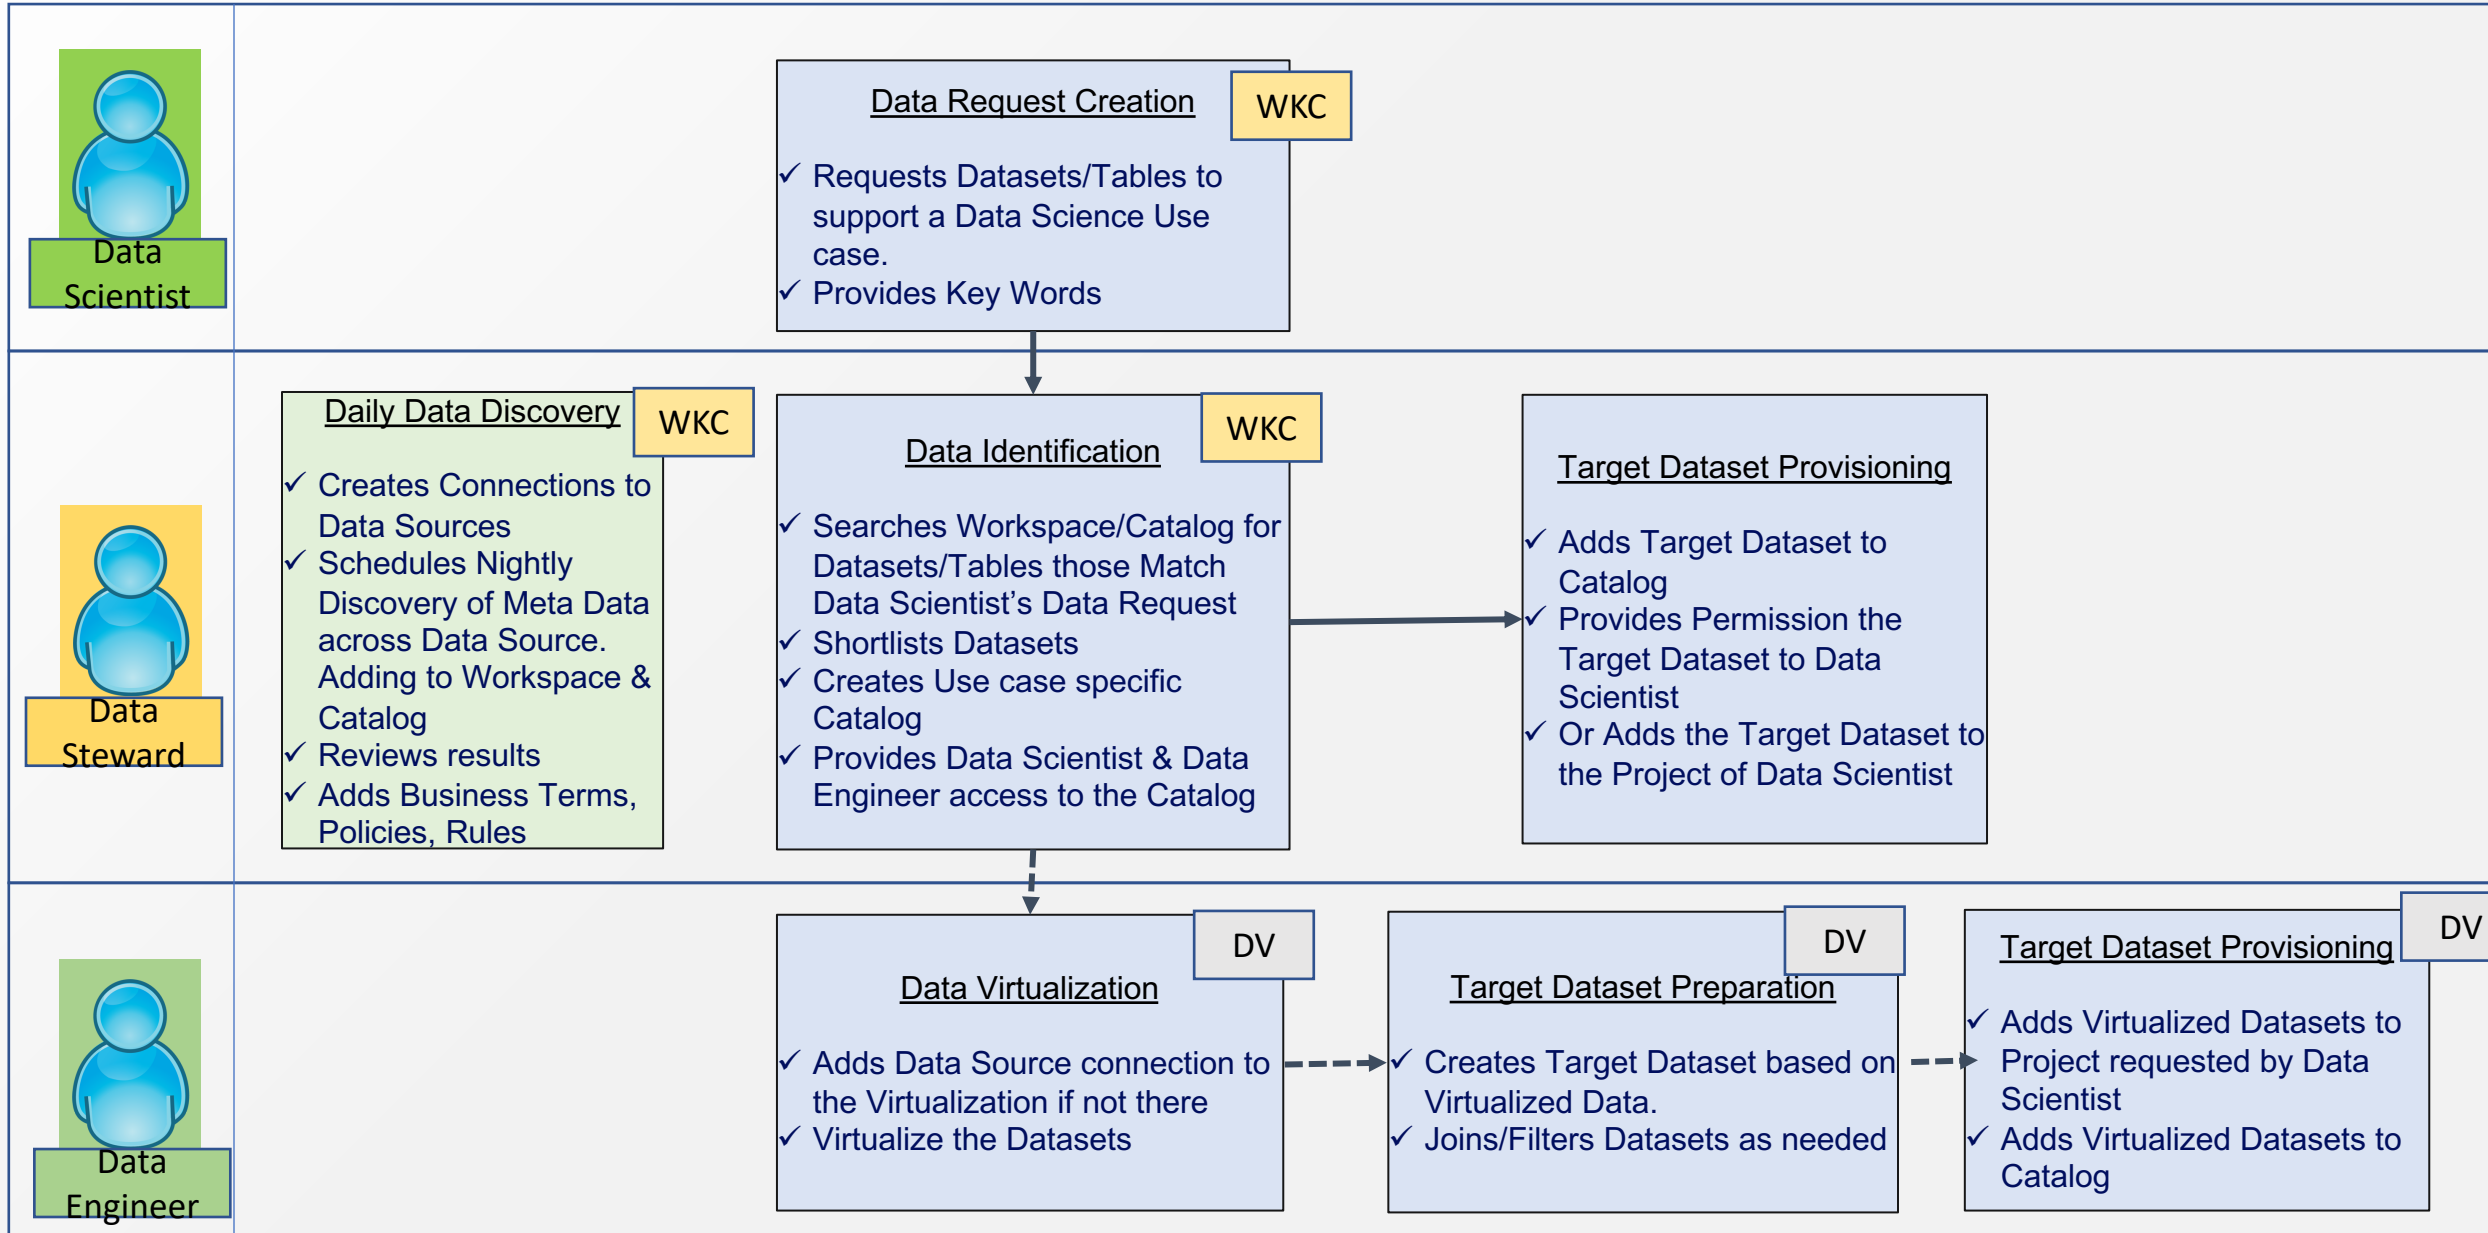 Data
Scientist
Data Request Creation
WKC
✓ Requests Datasets/Tables to
support a Data Science Use
case.
✓ Provides Key Words
Data
Steward
Daily Data Discovery
WKC
✓ Creates Connections to
Data Sources
✓ Schedules Nightly
Discovery of Meta Data
across Data Source.
Adding to Workspace &
Catalog
✓ Reviews results
✓ Adds Business Terms,
Policies, Rules
Data Identification
WKC
✓ Searches Workspace/Catalog for
Datasets/Tables those Match
Data Scientist’s Data Request
✓ Shortlists Datasets
✓ Creates Use case specific
Catalog
✓ Provides Data Scientist & Data
Engineer access to the Catalog
Target Dataset Provisioning
✓ Adds Target Dataset to
Catalog
✓ Provides Permission the
Target Dataset to Data
Scientist
✓ Or Adds the Target Dataset to
the Project of Data Scientist
Data
Engineer
Data Virtualization
DV
✓ Adds Data Source connection to
the Virtualization if not there
✓ Virtualize the Datasets
Target Dataset Preparation
DV
✓ Creates Target Dataset based on
Virtualized Data.
✓ Joins/Filters Datasets as needed
Target Dataset Provisioning
DV
✓ Adds Virtualized Datasets to
Project requested by Data
Scientist
✓ Adds Virtualized Datasets to
Catalog